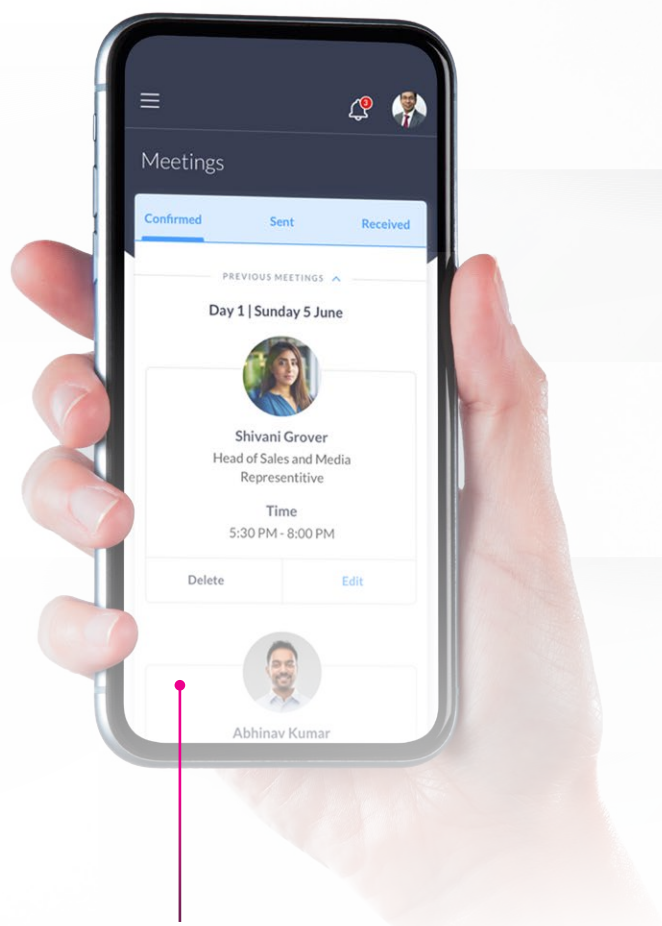 3
Meetings
Confirmed Sent Received
PREVIOUS MEETINGS
Day 1 | Sunday 5 June
Shivani Grover
Head of Sales and Media
Representitive
Time
5:30 PM - 8:00 PM
Delete Edit
Abhinav Kumar